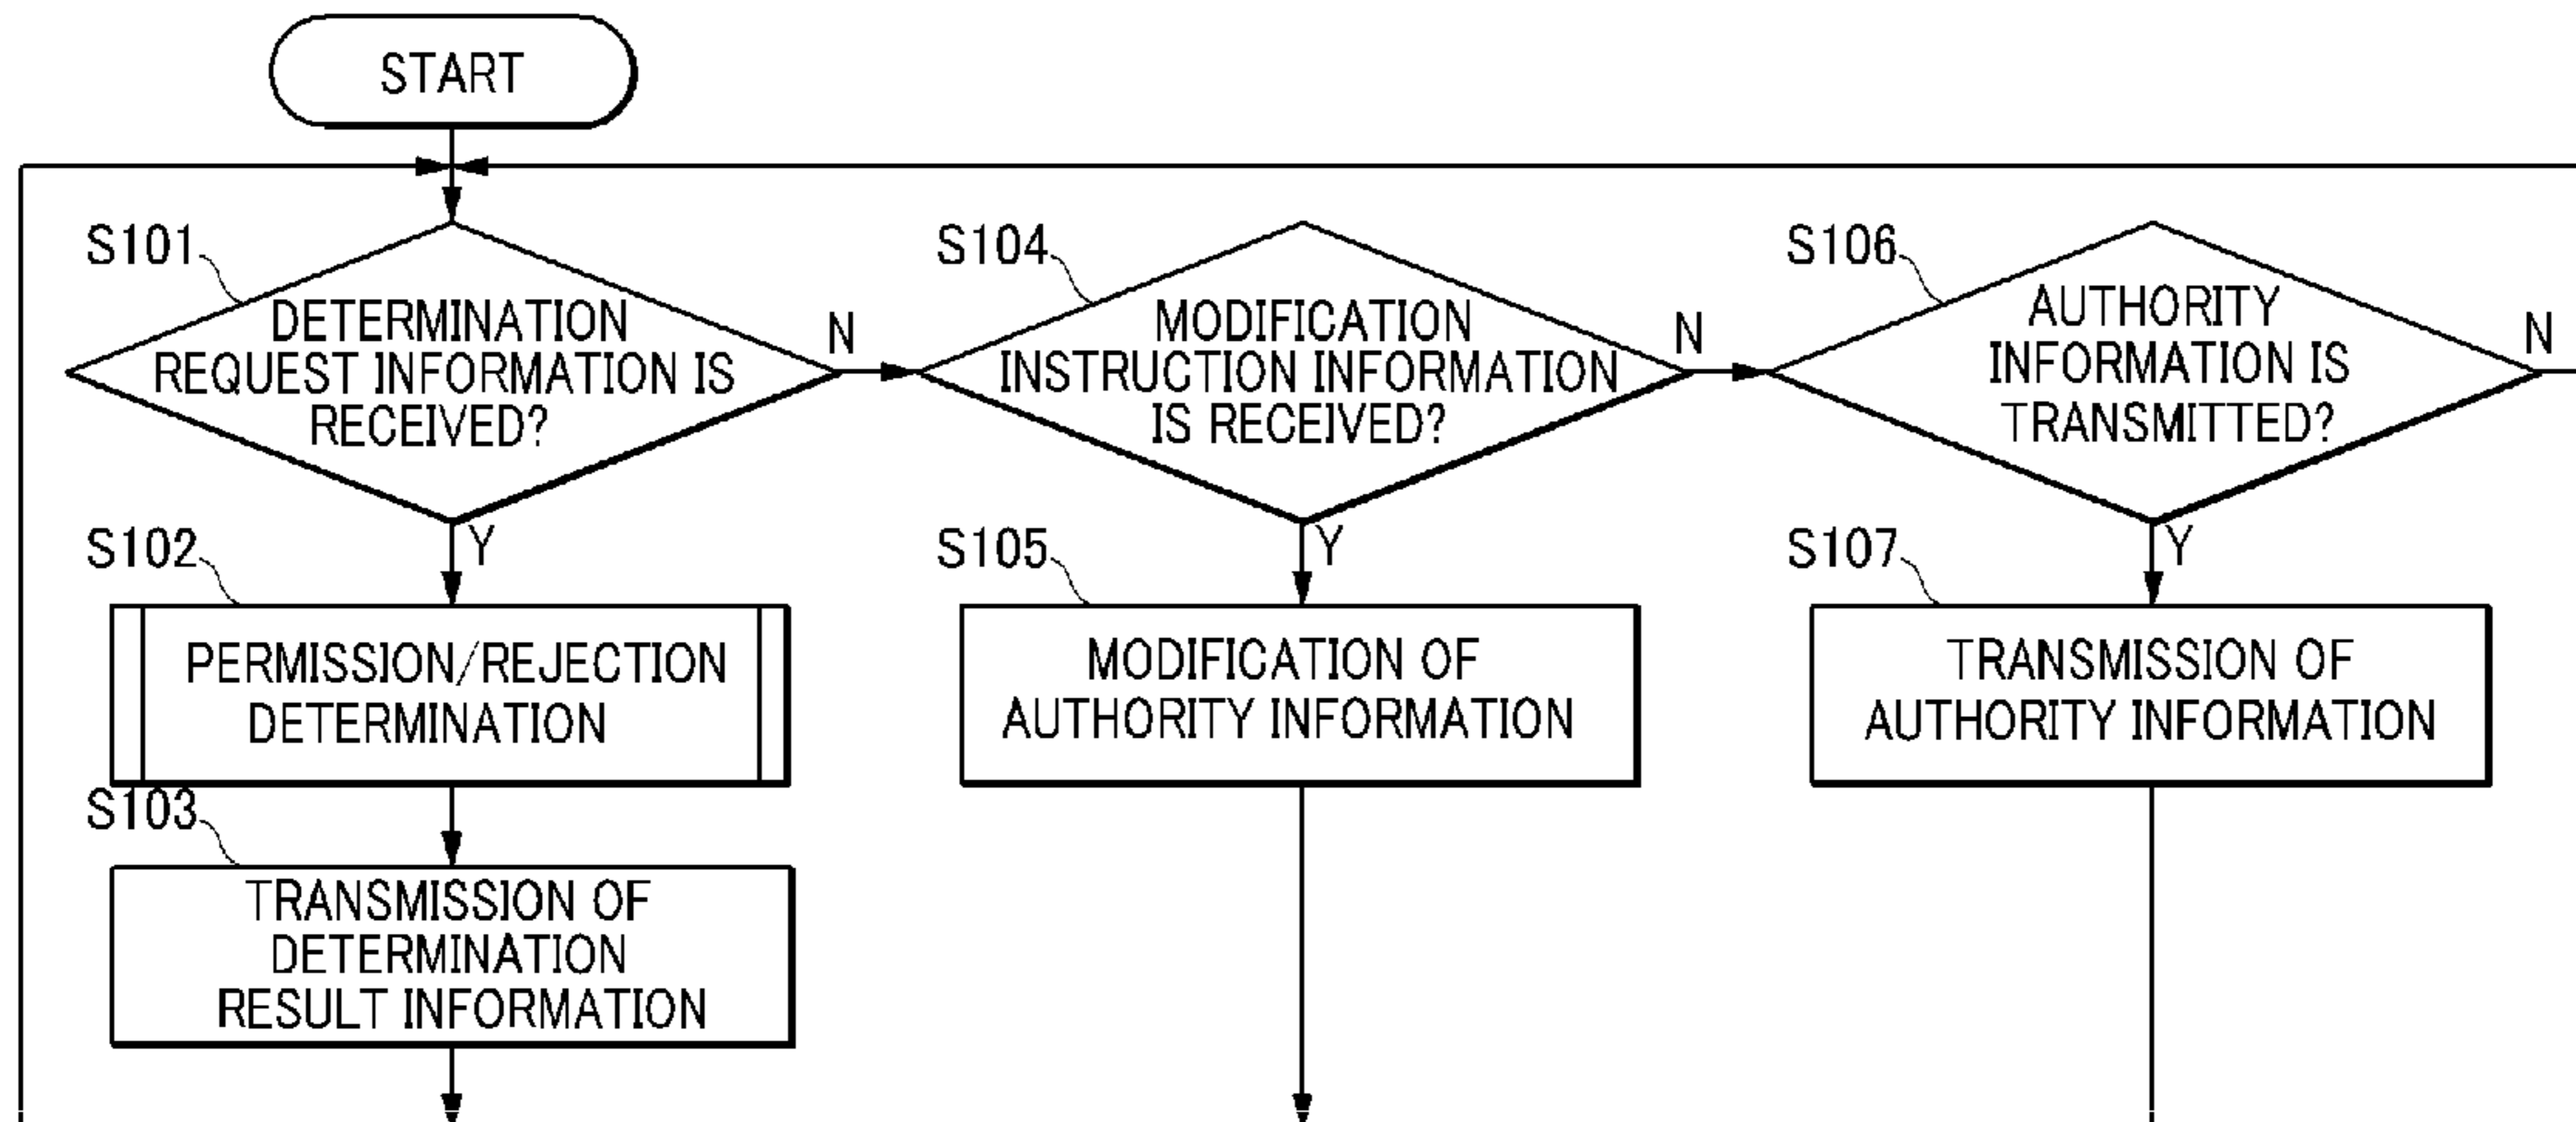 START
S101
DETERMINATION
REQUEST INFORMATION IS
RECEIVED?
N
Y
S104
MODIFICATION
INSTRUCTION INFORMATION
IS RECEIVED?
N
Y
S106
AUTHORITY
INFORMATION IS
TRANSMITTED?
N
Y
S102
PERMISSION/REJECTION
DETERMINATION
S105
MODIFICATION OF
AUTHORITY INFORMATION
S107
TRANSMISSION OF
AUTHORITY INFORMATION
S103
TRANSMISSION OF
DETERMINATION
RESULT INFORMATION